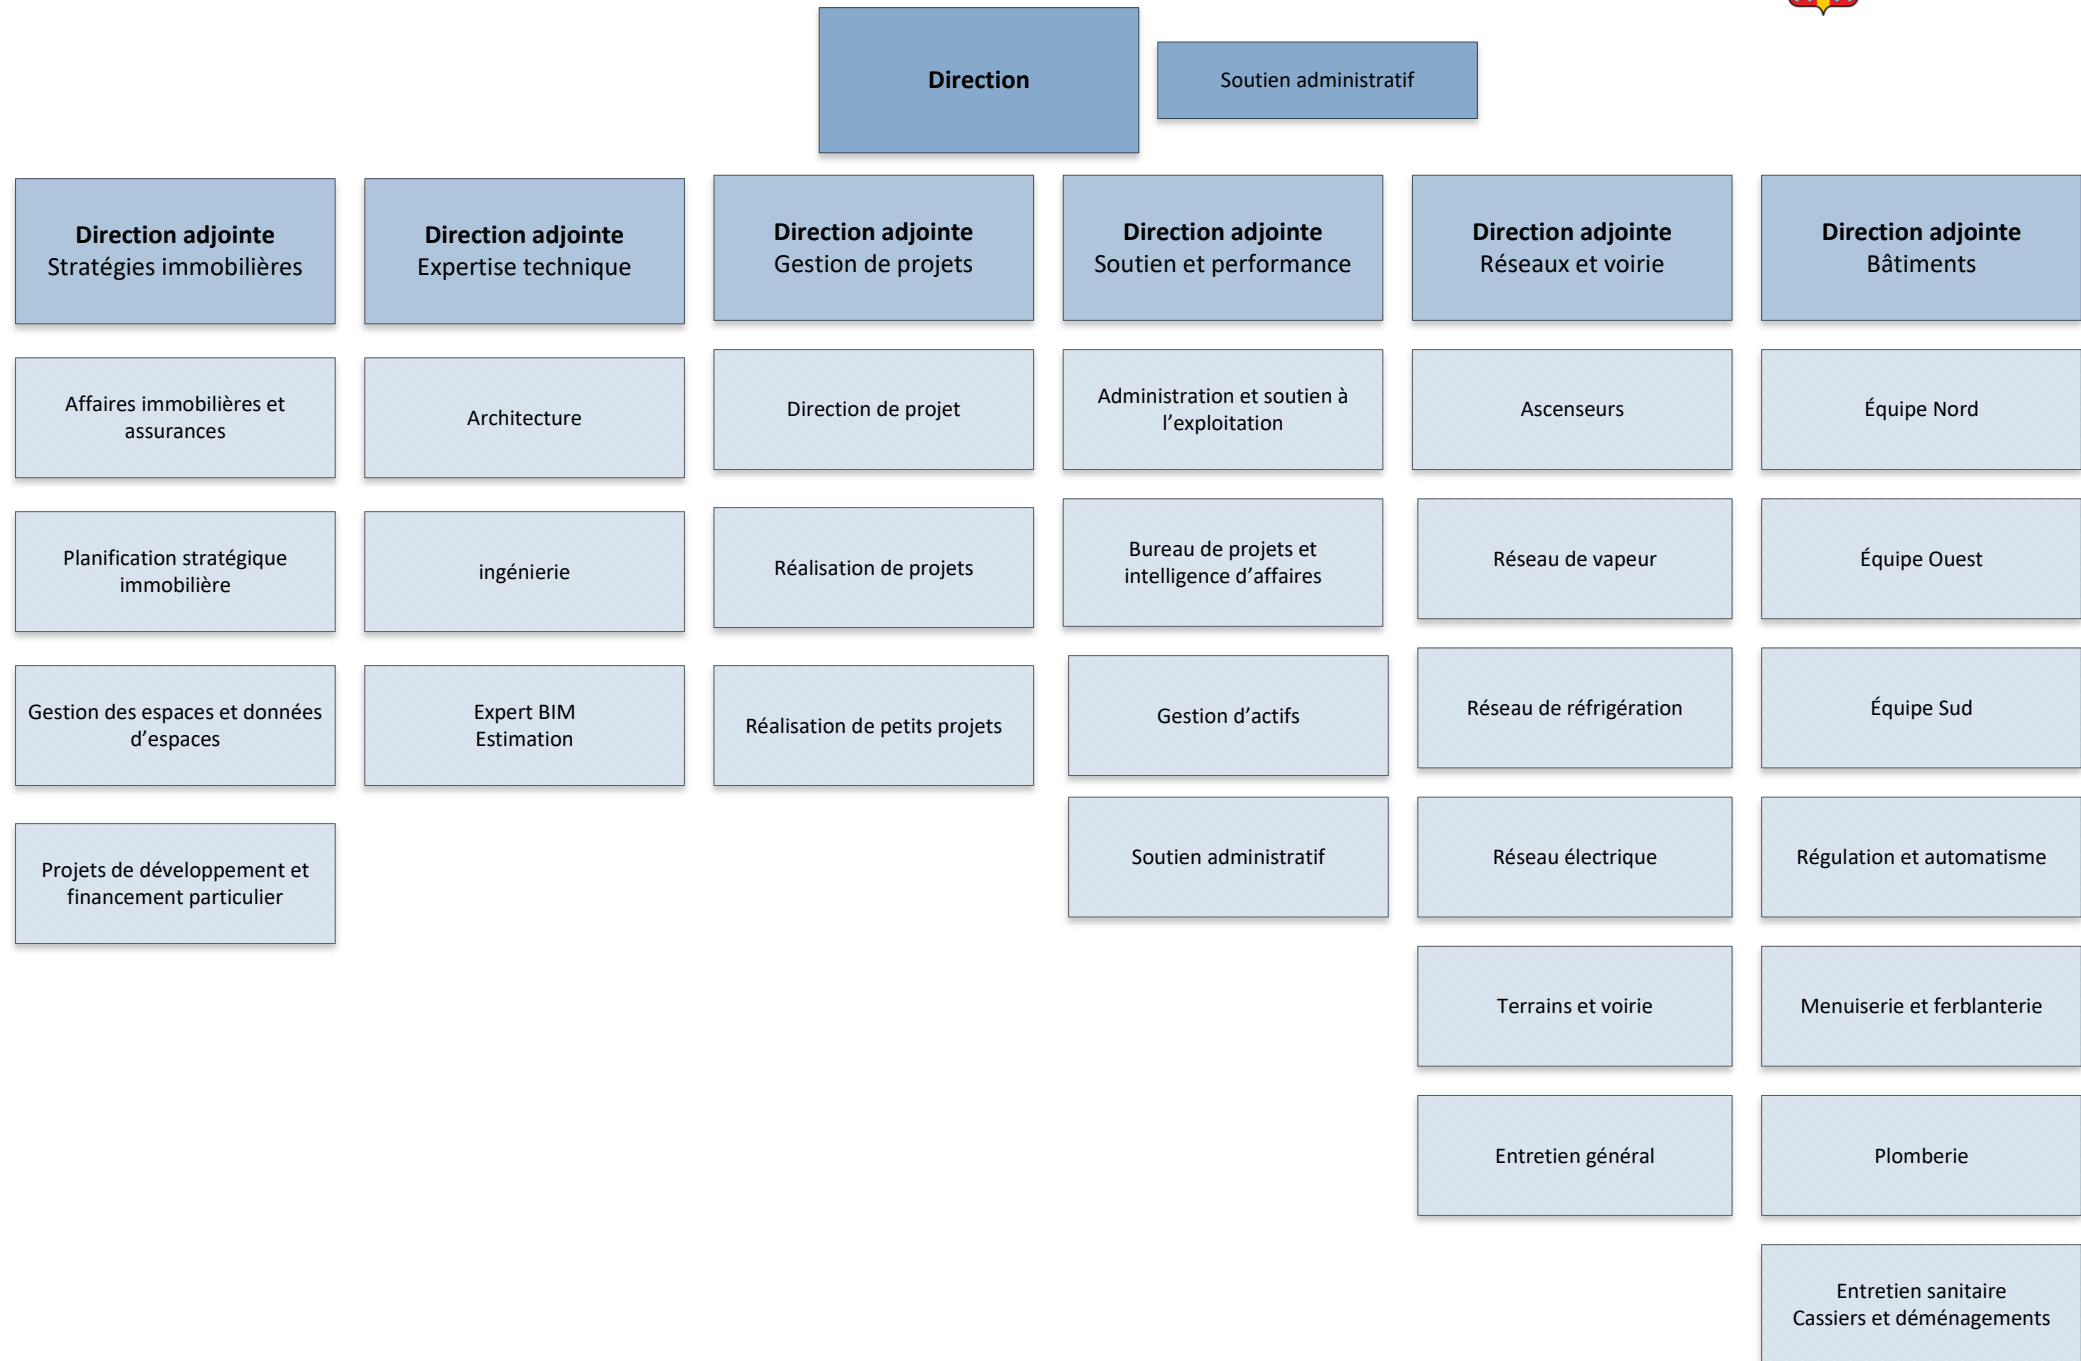 Direction
Soutien administratif
Direction adjointe
Stratégies immobilières
Affaires immobilières et
assurances
Planification stratégique
immobilière
Gestion des espaces et données
d'espaces
Projets de développement et
financement particulier
Direction adjointe
Expertise technique
Architecture
ingénierie
Expert BIM
Estimation
Direction adjointe
Gestion de projets
Direction de projet
Réalisation de projets
Réalisation de petits projets
Direction adjointe
Soutien et performance
Administration et soutien à
l’exploitation
Bureau de projets et
intelligence d’affaires
Gestion d’actifs
Soutien administratif
Direction adjointe
Réseaux et voirie
Ascenseurs
Réseau de vapeur
Réseau de réfrigération
Réseau électrique
Terrains et voirie
Entretien général
Direction adjointe
Bâtiments
Équipe Nord
Équipe Ouest
Équipe Sud
Régulation et automatisme
Menuiserie et ferblanterie
Plomberie
Entretien sanitaire
Cassiers et déménagements